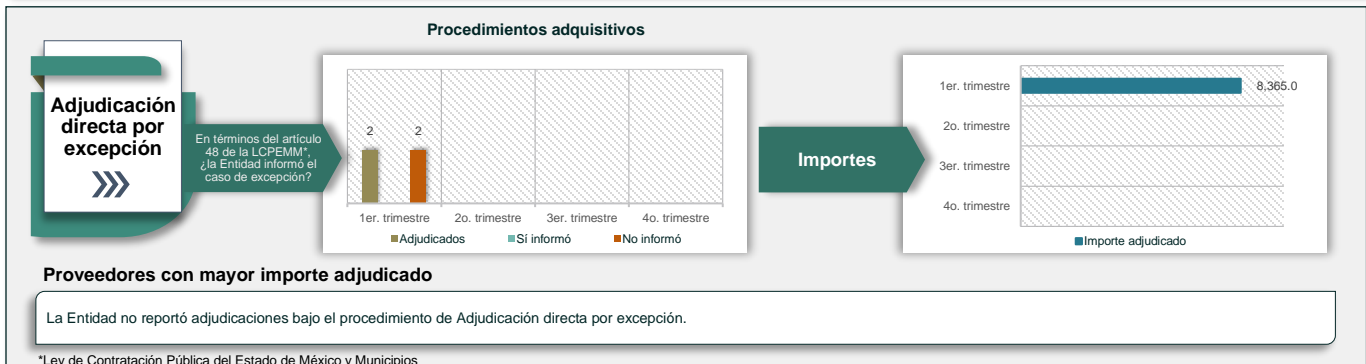 Procedimientos adquisitivos
Adjudicación
directa por
excepción
En términos del artículo
48 de la LCPEMM*,
¿la Entidad informó el
caso de excepción?
2
2
1er. trimestre
2o. trimestre
3er. trimestre
4o. trimestre
Adjudicados
Sí informó
No informó
Importes
1er. trimestre
8,365.0
2o. trimestre
3er. trimestre
4o. trimestre
Importe adjudicado
Proveedores con mayor importe adjudicado
La Entidad no reportó adjudicaciones bajo el procedimiento de Adjudicación directa por excepción.
*Ley de Contratación Pública del Estado de México y Municipios